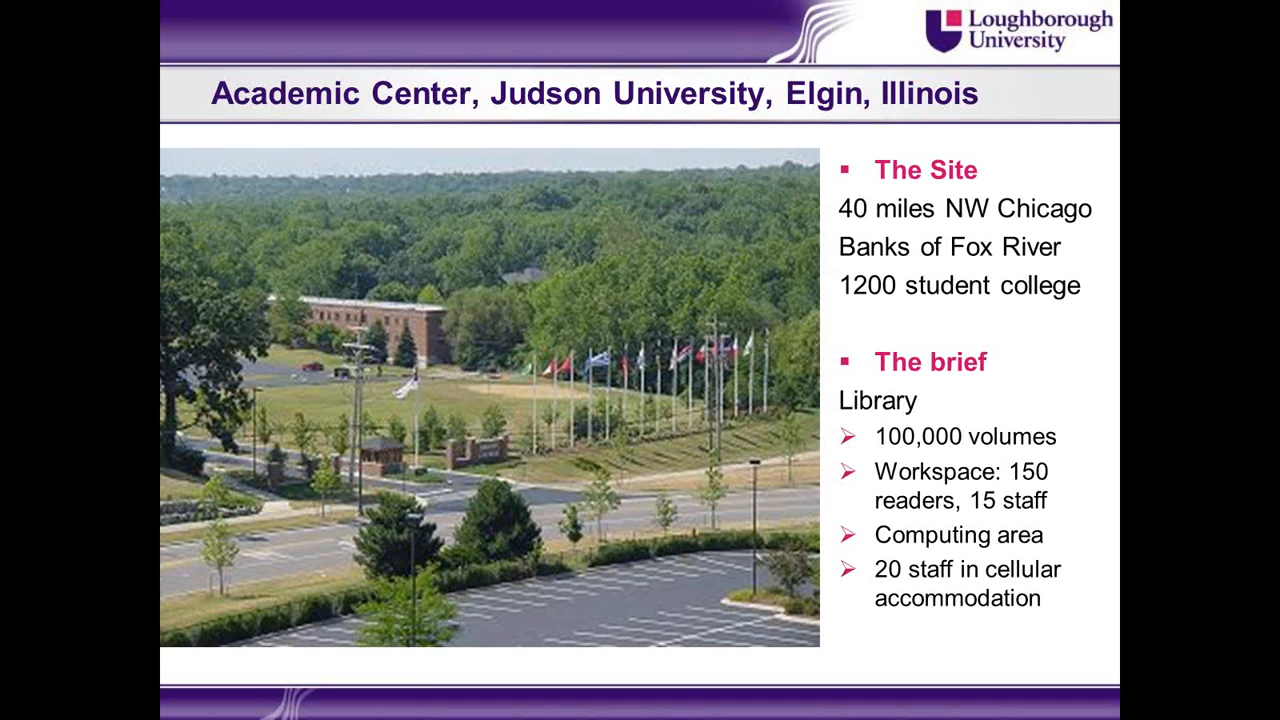 Loughborough
University
Academic Center, Judson University, Elgin, Illinois
▪ The Site
40 miles NW Chicago
Banks of Fox River
1200 student college
▪ The brief
Library
➢ 100,000 volumes
➢ Workspace: 150
readers, 15 staff
➢ Computing area
➢ 20 staff in cellular
accommodation